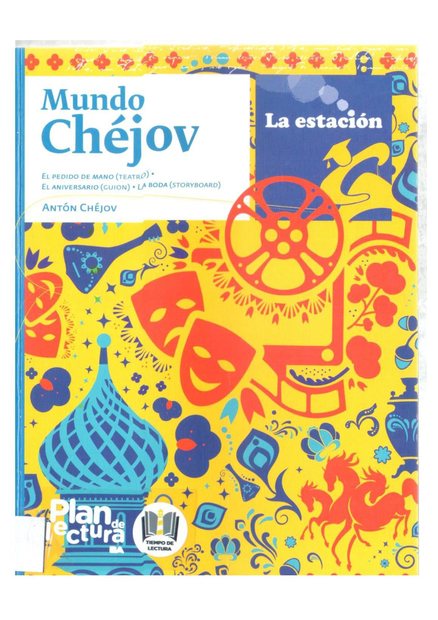 Mundo
Chéjov
EL PEDIDO DE MANO (TEATRO) •
EL ANIVERSARIO (GUION) • LA BODA (STORYBOARD)
ANTÓN CHÉJOV
La estación
Plan de
lectura
BA
TIEMPO DE
LECTURA